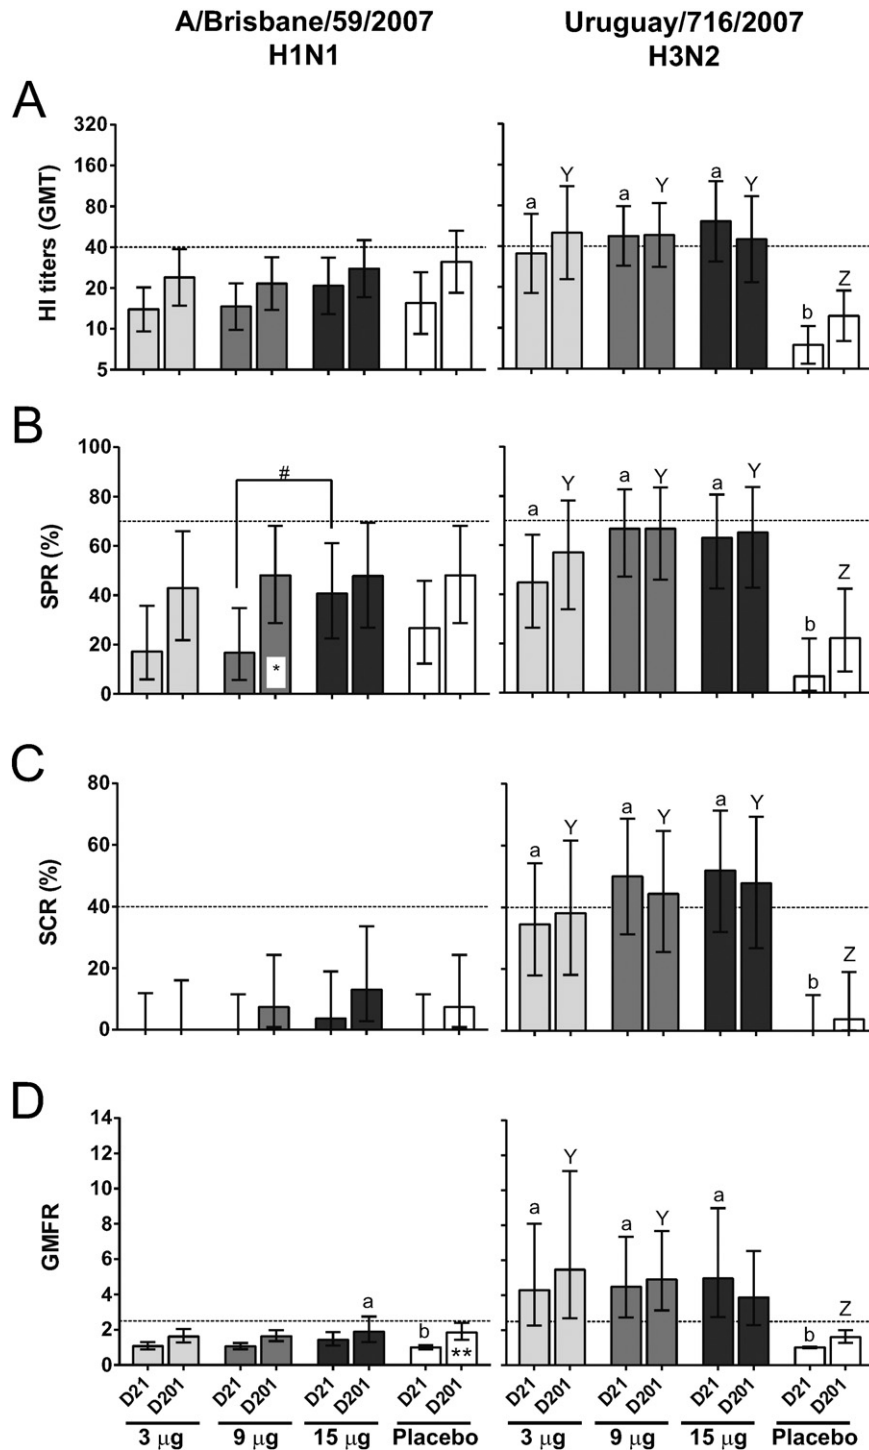 A/Brisbane/59/2007
H1N1
Uruguay/716/2007
H3N2
A
HI titers (GMT)
320
160
80
40
20
10
5
a Y a Y a Y b Z
B
SPR (%)
100
80
60
40
20
0
#
*
a Y a Y a Y b Z
C
SCR (%)
80
60
40
20
0
a Y a Y a Y b Z
D
GMFR
14
12
10
8
6
4
2
0
a b **
a Y a Y a b Z
D21 D201 D21 D201 D21 D201 D21 D201 D21 D201 D21 D201 D21 D201 D21 D201
3 μg 9 μg 15 μg Placebo 3 μg 9 μg 15 μg Placebo